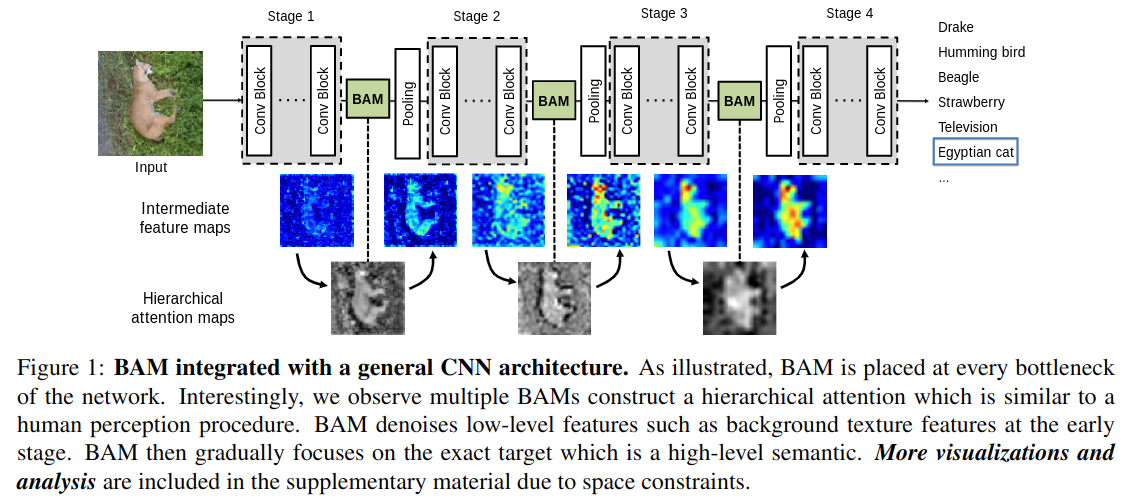 Stage 1
Stage 2
Stage 3
Stage 4
Conv Block
....
Conv Block
BAM
Pooling
Conv Block
....
Conv Block
BAM
Pooling
Conv Block
....
Conv Block
BAM
Pooling
Conv Block
....
Conv Block
Drake
Humming bird
Beagle
Strawberry
Television
Egyptian cat
...
Input
Intermediate
feature maps
Hierarchical
attention maps
Figure 1: BAM integrated with a general CNN architecture. As illustrated, BAM is placed at every bottleneck
of the network. Interestingly, we observe multiple BAMs construct a hierarchical attention which is similar to a
human perception procedure. BAM denoises low-level features such as background texture features at the early
stage. BAM then gradually focuses on the exact target which is a high-level semantic. More visualizations and
analysis are included in the supplementary material due to space constraints.